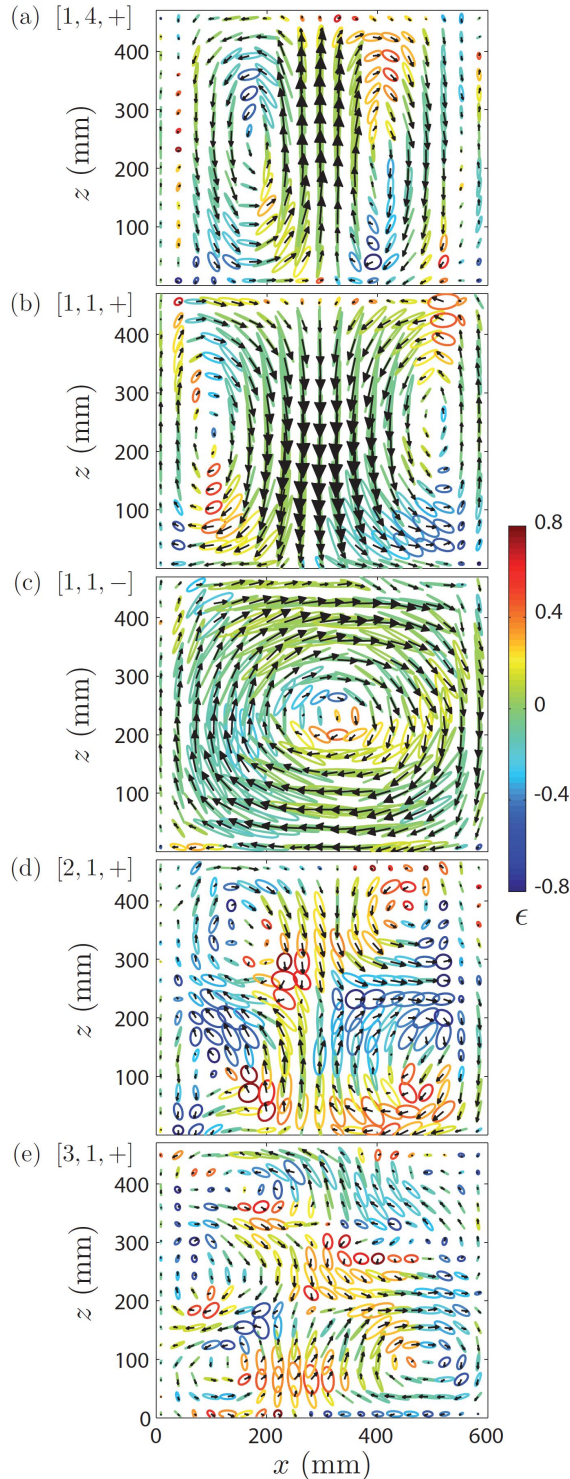 (a) [1, 4, +]
400
300
200
100
z (mm)
(b) [1, 1, +]
400
300
200
100
z (mm)
(c) [1, 1, −]
400
300
200
100
z (mm)
0.8
0.4
0
-0.4
-0.8
ϵ
(d) [2, 1, +]
400
300
200
100
z (mm)
(e) [3, 1, +]
400
300
200
100
0
z (mm)
0 200 400 600
x (mm)